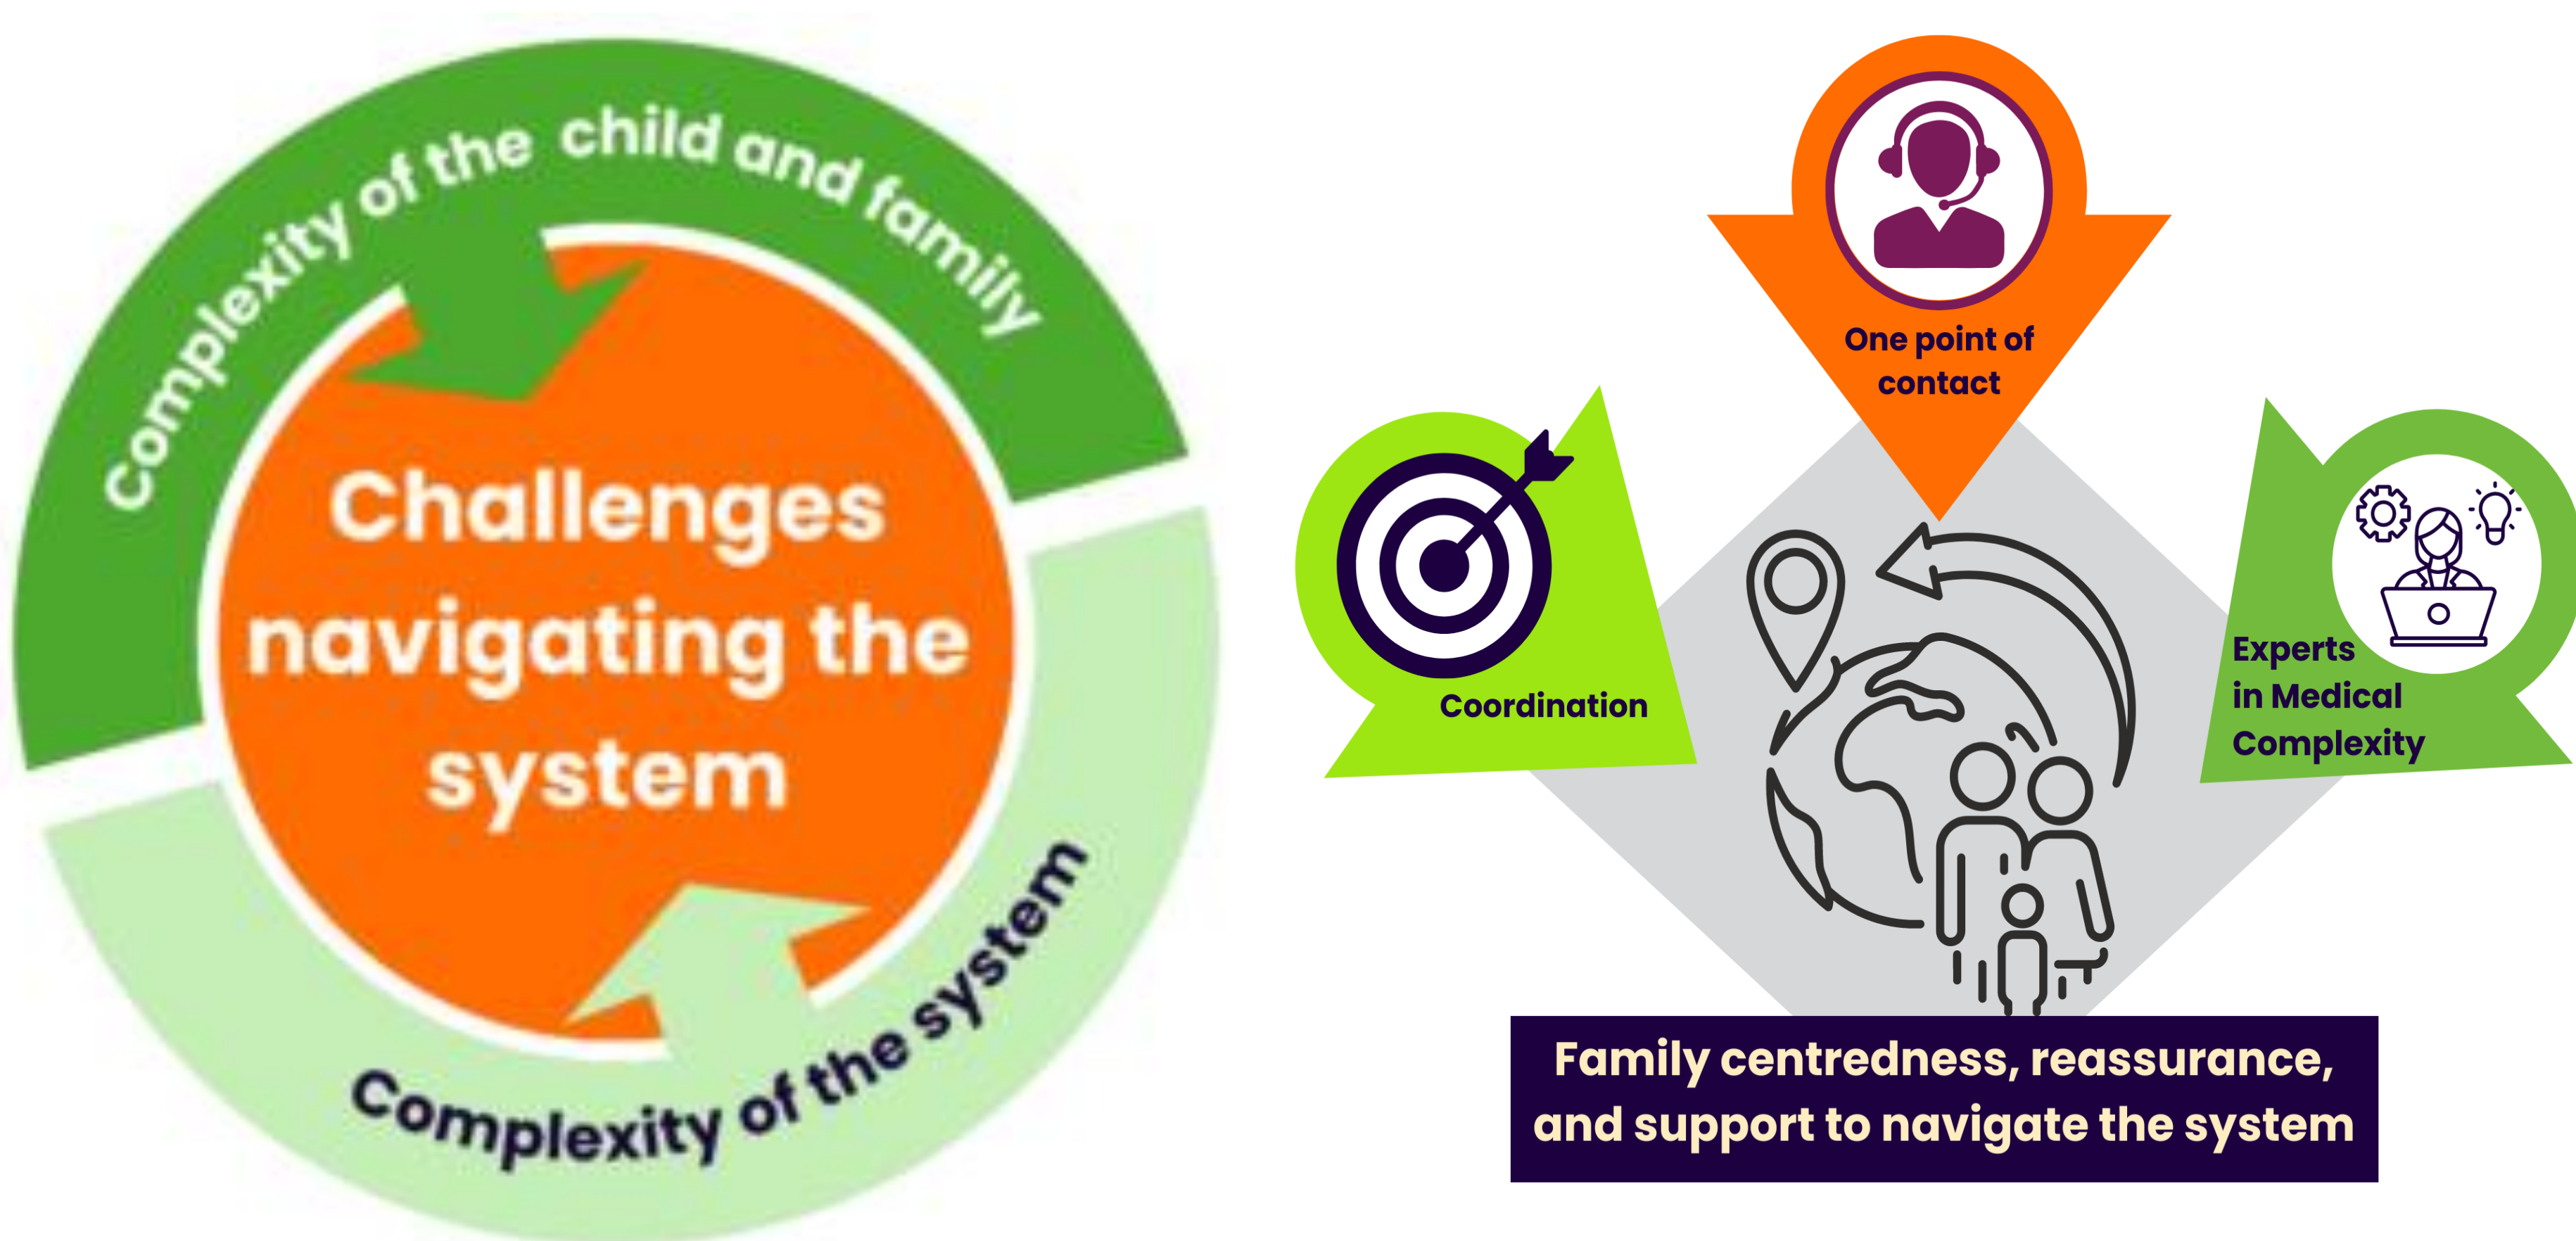 Complexity of the child and family
Challenges
navigating the
system
Complexity of the system
One point of
contact
Coordination
Experts
in Medical
Complexity
Family centredness, reassurance,
and support to navigate the system